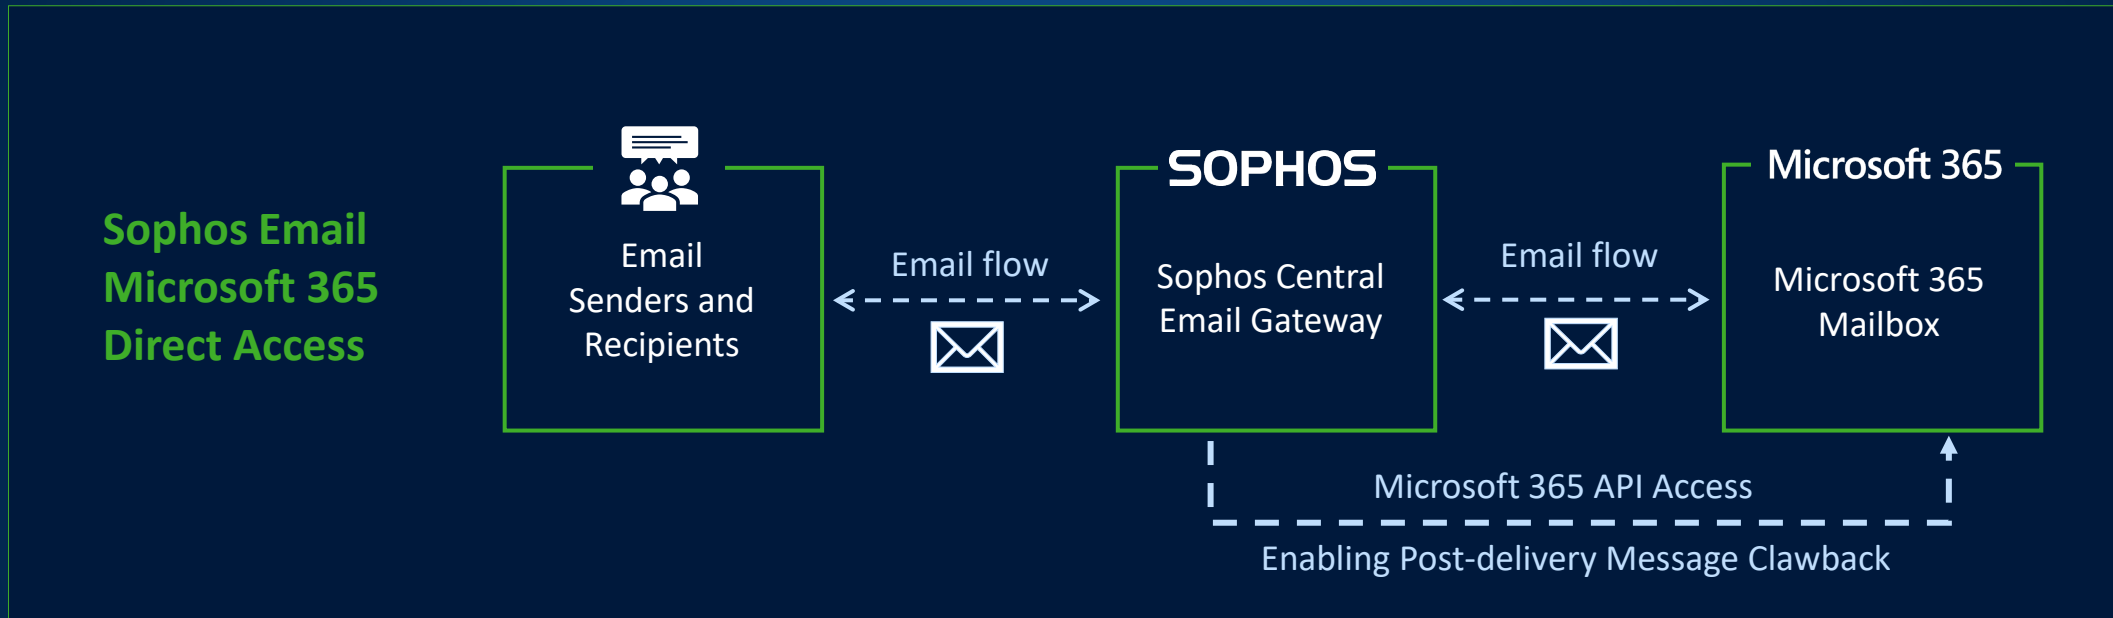 Sophos Email
Microsoft 365
Direct Access
Email
Senders and
Recipients
Email flow
SOPHOS
Sophos Central
Email Gateway
Email flow
Microsoft 365
Microsoft 365
Mailbox
Microsoft 365 API Access
Enabling Post-delivery Message Clawback